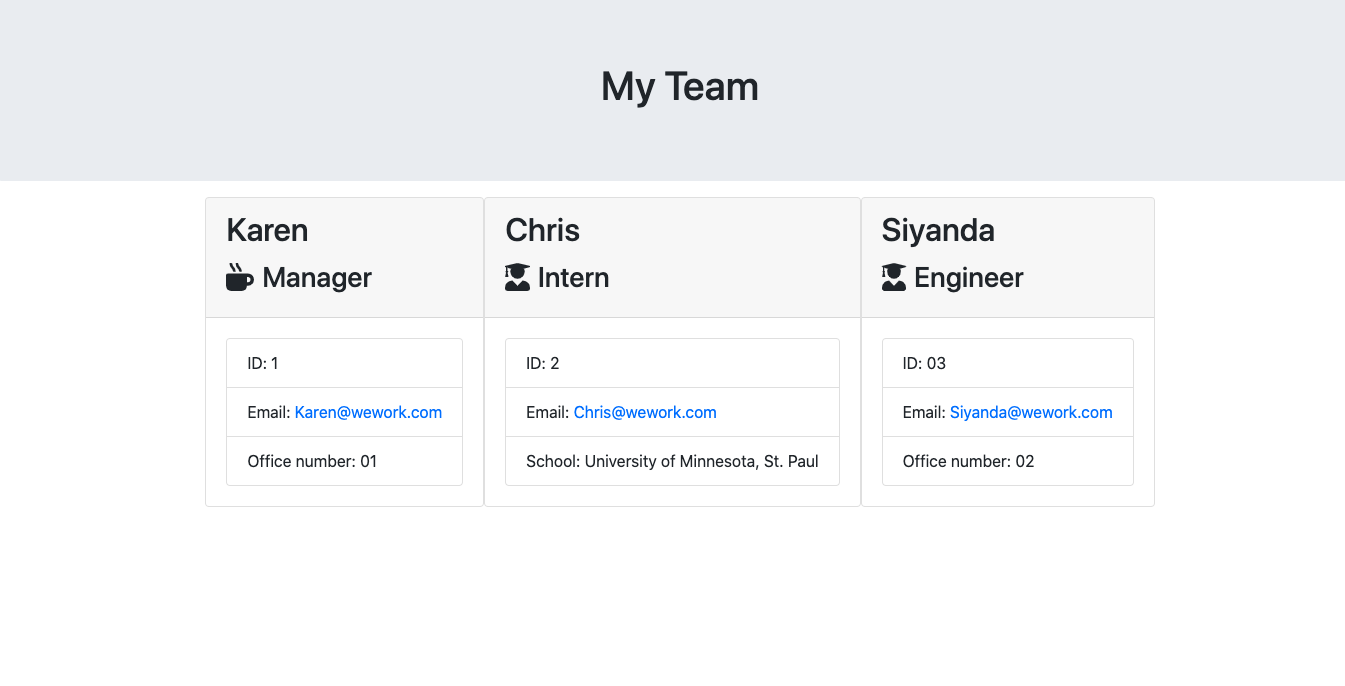 My Team
Karen
Manager
ID: 1
Email: Karen@wework.com
Office number: 01
Chris
Intern
ID: 2
Email: Chris@wework.com
School: University of Minnesota, St. Paul
Siyanda
Engineer
ID: 03
Email: Siyanda@wework.com
Office number: 02